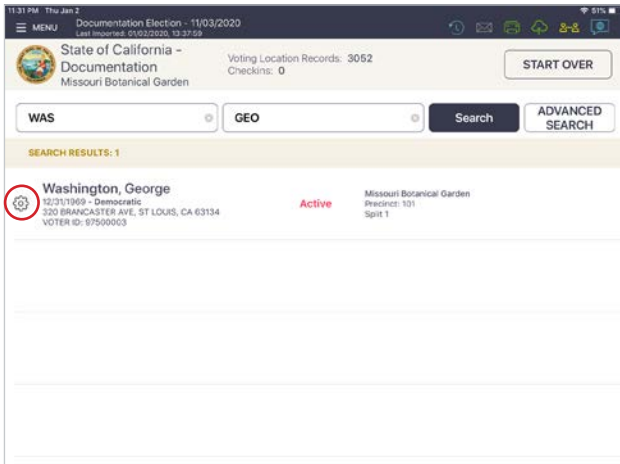 11:31 PM Thu Jan 2 51%
MENU Documentation Election - 11/03/2020
Last Imported: 01/02/2020, 13:37:59
State of California -
Documentation
Missouri Botanical Garden
Voting Location Records: 3052
Checkins: 0
START OVER
WAS GEO Search ADVANCED
SEARCH
SEARCH RESULTS: 1
Washington, George
12/31/1969 - Democratic
320 BRANCASTER AVE, ST LOUIS, CA 63134
VOTER ID: 97500003
Active
Missouri Botanical Garden
Precinct: 101
Split 1